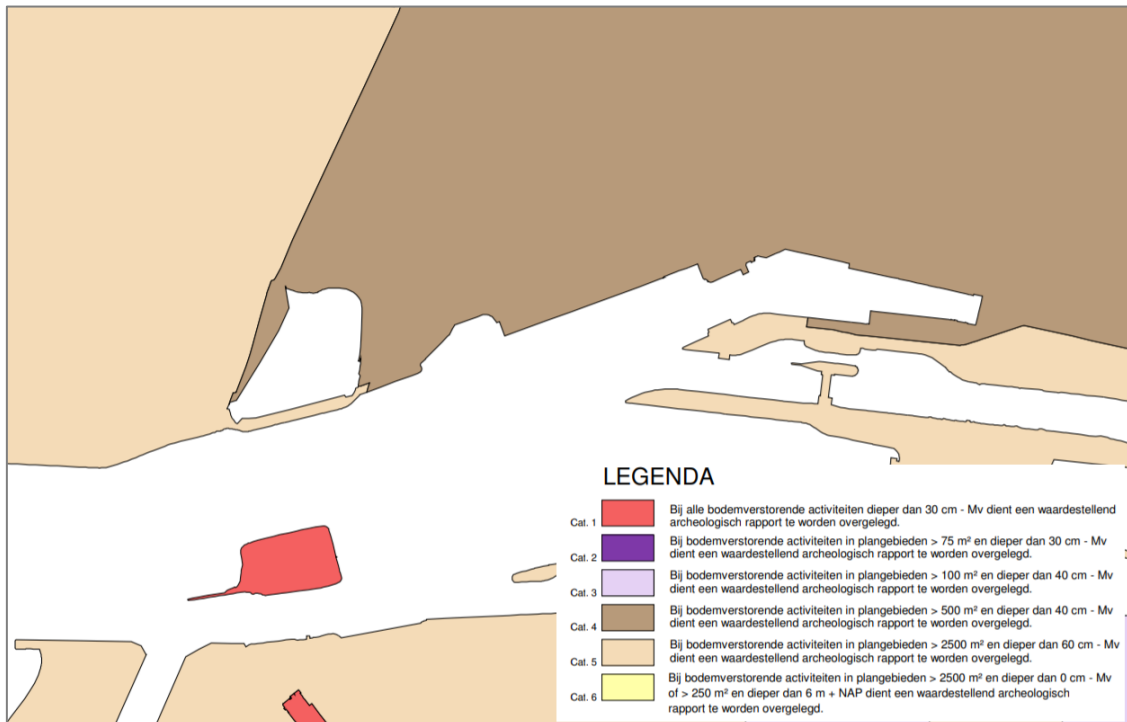 LEGENDA
Cat. 1
Bij alle bodemverstorende activiteiten dieper dan 30 cm - Mv dient een waardestellend
archeologisch rapport te worden overgelegd.
Cat. 2
Bij bodemverstorende activiteiten in plangebieden > 75 m² en dieper dan 30 cm - Mv
dient een waardestellend archeologisch rapport te worden overgelegd.
Cat. 3
Bij bodemverstorende activiteiten in plangebieden > 100 m² en dieper dan 40 cm - Mv
dient een waardestellend archeologisch rapport te worden overgelegd.
Cat. 4
Bij bodemverstorende activiteiten in plangebieden > 500 m² en dieper dan 40 cm - Mv
dient een waardestellend archeologisch rapport te worden overgelegd.
Cat. 5
Bij bodemverstorende activiteiten in plangebieden > 2500 m² en dieper dan 60 cm - Mv
dient een waardestellend archeologisch rapport te worden overgelegd.
Cat. 6
Bij bodemverstorende activiteiten in plangebieden > 2500 m² en dieper dan 0 cm - Mv
of > 250 m² en dieper dan 6 m + NAP dient een waardestellend archeologisch
rapport te worden overgelegd.